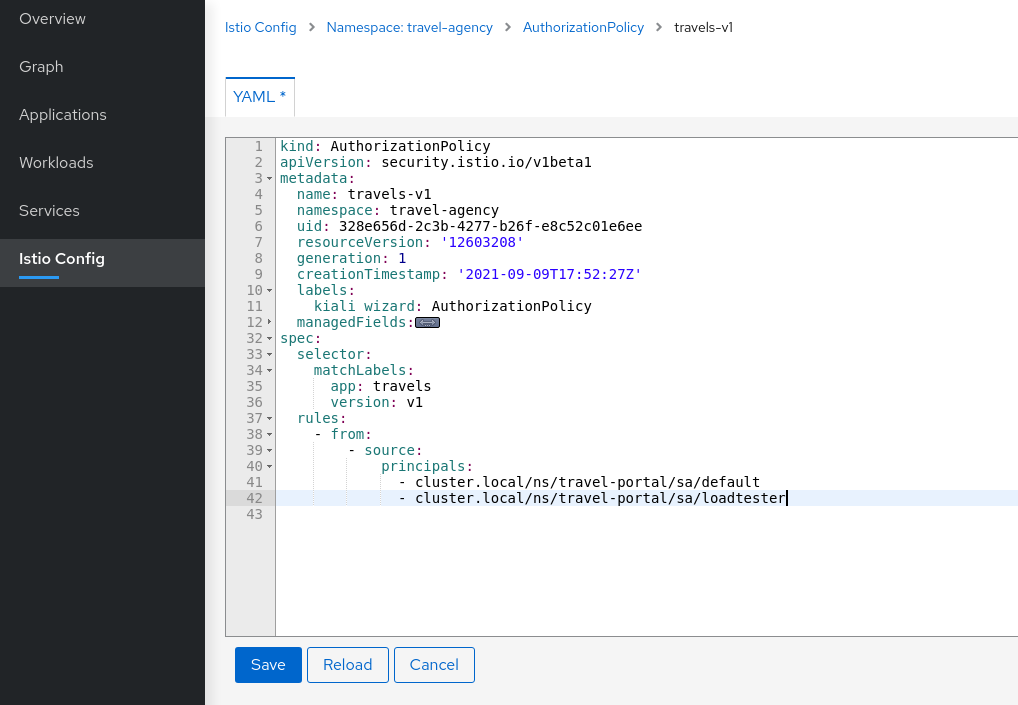 Overview
Graph
Applications
Workloads
Services
Istio Config
Istio Config > Namespace: travel-agency > AuthorizationPolicy > travels-v1
YAML *
1 kind: AuthorizationPolicy
2 apiVersion: security.istio.io/v1beta1
3 metadata:
4   name: travels-v1
5   namespace: travel-agency
6   uid: 328e656d-2c3b-4277-b26f-e8c52c01e6ee
7   resourceVersion: '12603208'
8   generation: 1
9   creationTimestamp: '2021-09-09T17:52:27Z'
10   labels:
11     kiali_wizard: AuthorizationPolicy
12   managedFields:
32 spec:
33   selector:
34     matchLabels:
35       app: travels
36       version: v1
37   rules:
38     - from:
39         - source:
40             principals:
41               - cluster.local/ns/travel-portal/sa/default
42               - cluster.local/ns/travel-portal/sa/loadtester
43
Save Reload Cancel